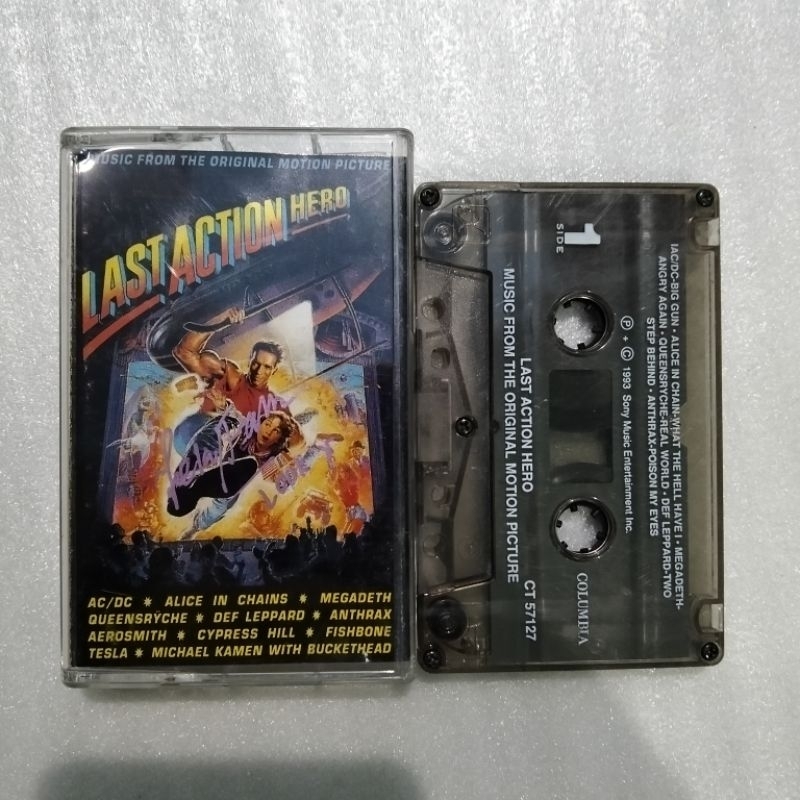 MUSIC FROM THE ORIGINAL MOTION PICTURE
LAST ACTION HERO
AC/DC * ALICE IN CHAINS * MEGADETH
QUEENSRŸCHE * DEF LEPPARD * ANTHRAX
AEROSMITH * CYPRESS HILL * FISHBONE
TESLA * MICHAEL KAMEN WITH BUCKETHEAD
1
SIDE
IAC/DC-BIG GUN • ALICE IN CHAIN-WHAT THE HELL HAVE I • MEGADETH-
ANGRY AGAIN • QUEENSRYCHE-REAL WORLD • DEF LEPPARD-TWO
STEP BEHIND • ANTHRAX-POISON MY EYES
Ⓟ + © 1993 Sony Music Entertainment Inc.
LAST ACTION HERO
MUSIC FROM THE ORIGINAL MOTION PICTURE
CT 57127
COLUMBIA